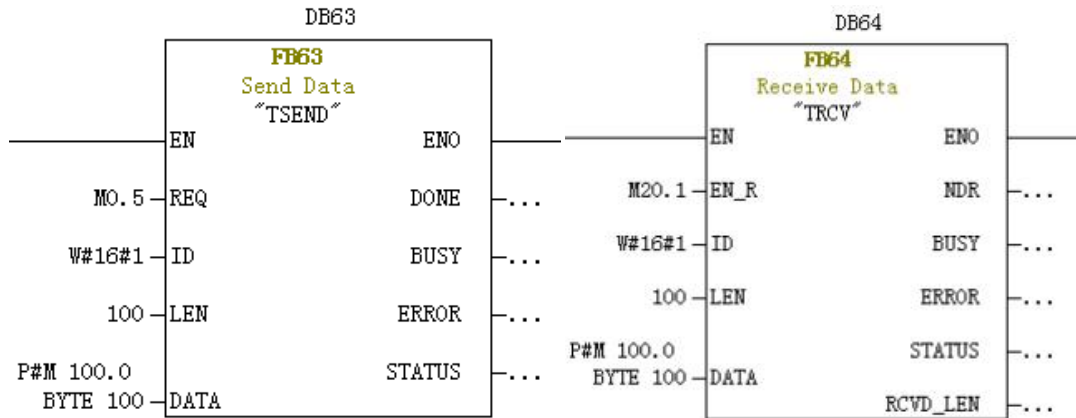 DB63
FB63
Send Data
"TSEND"
EN
ENO
M0.5
REQ
DONE
...
W#16#1
ID
BUSY
...
100
LEN
ERROR
...
P#M 100.0
BYTE 100
DATA
STATUS
...
DB64
FB64
Receive Data
"TRCV"
EN
ENO
M20.1
EN_R
NDR
...
W#16#1
ID
BUSY
...
100
LEN
ERROR
...
P#M 100.0
BYTE 100
DATA
STATUS
...
RCVD_LEN
...